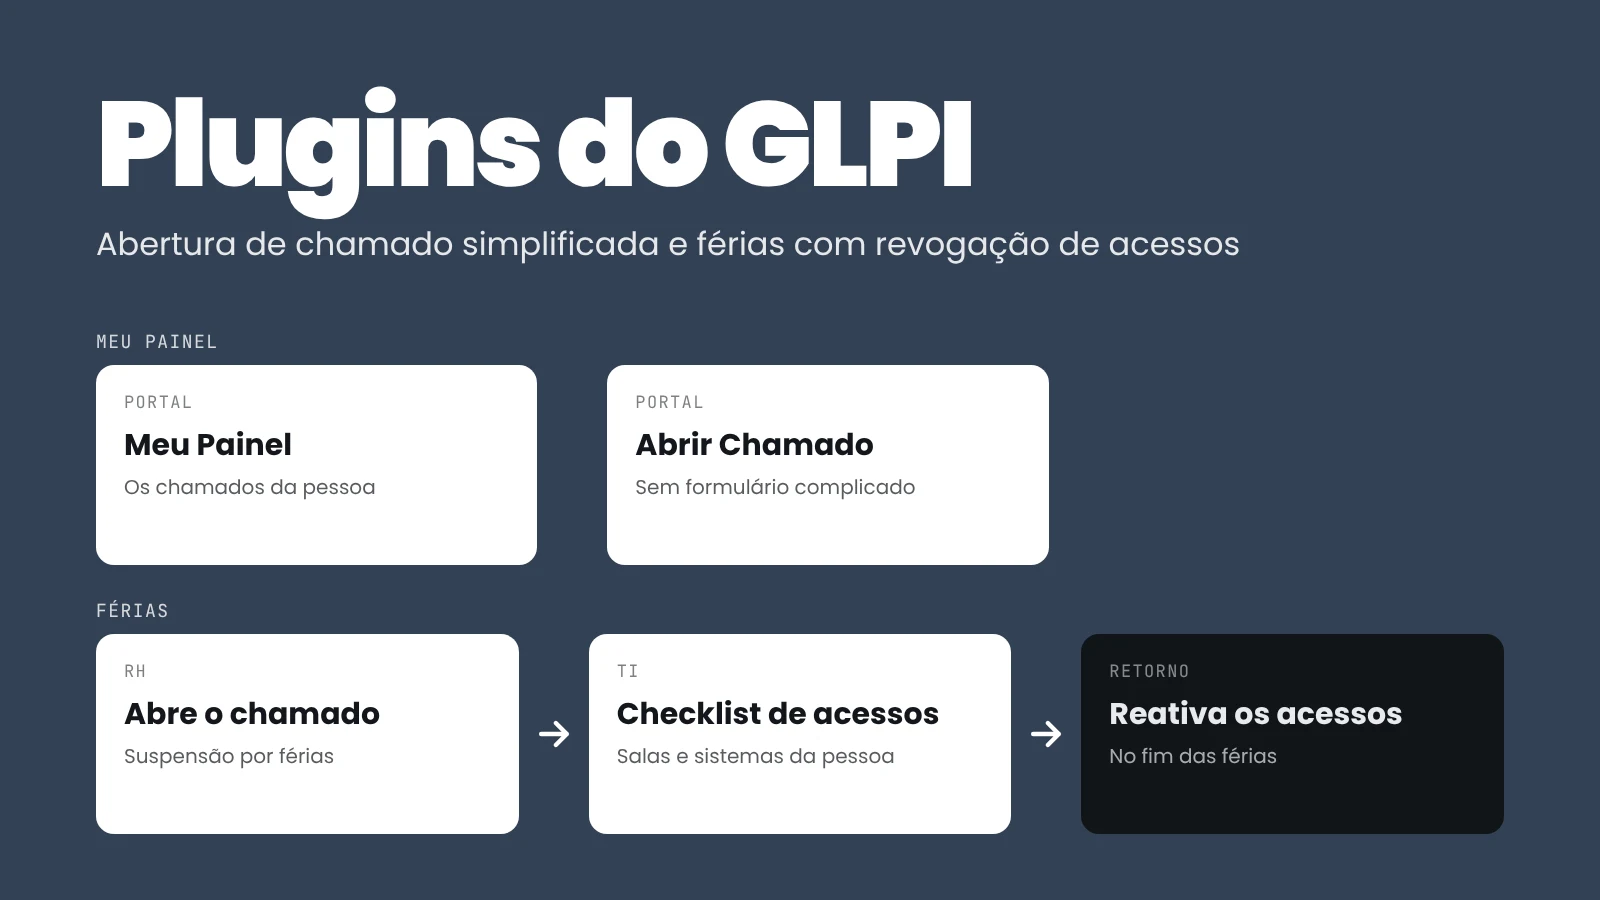 Plugins do GLPI
Abertura de chamado simplificada e férias com revogação de acessos
MEU PAINEL
PORTAL
Meu Painel
Os chamados da pessoa
PORTAL
Abrir Chamado
Sem formulário complicado
FÉRIAS
RH
Abre o chamado
Suspensão por férias
TI
Checklist de acessos
Salas e sistemas da pessoa
RETORNO
Reativa os acessos
No fim das férias